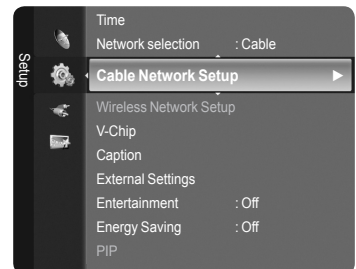 Setup
Time
Network selection : Cable
Cable Network Setup
Wireless Network Setup
V-Chip
Caption
External Settings
Entertainment : Off
Energy Saving : Off
PIP